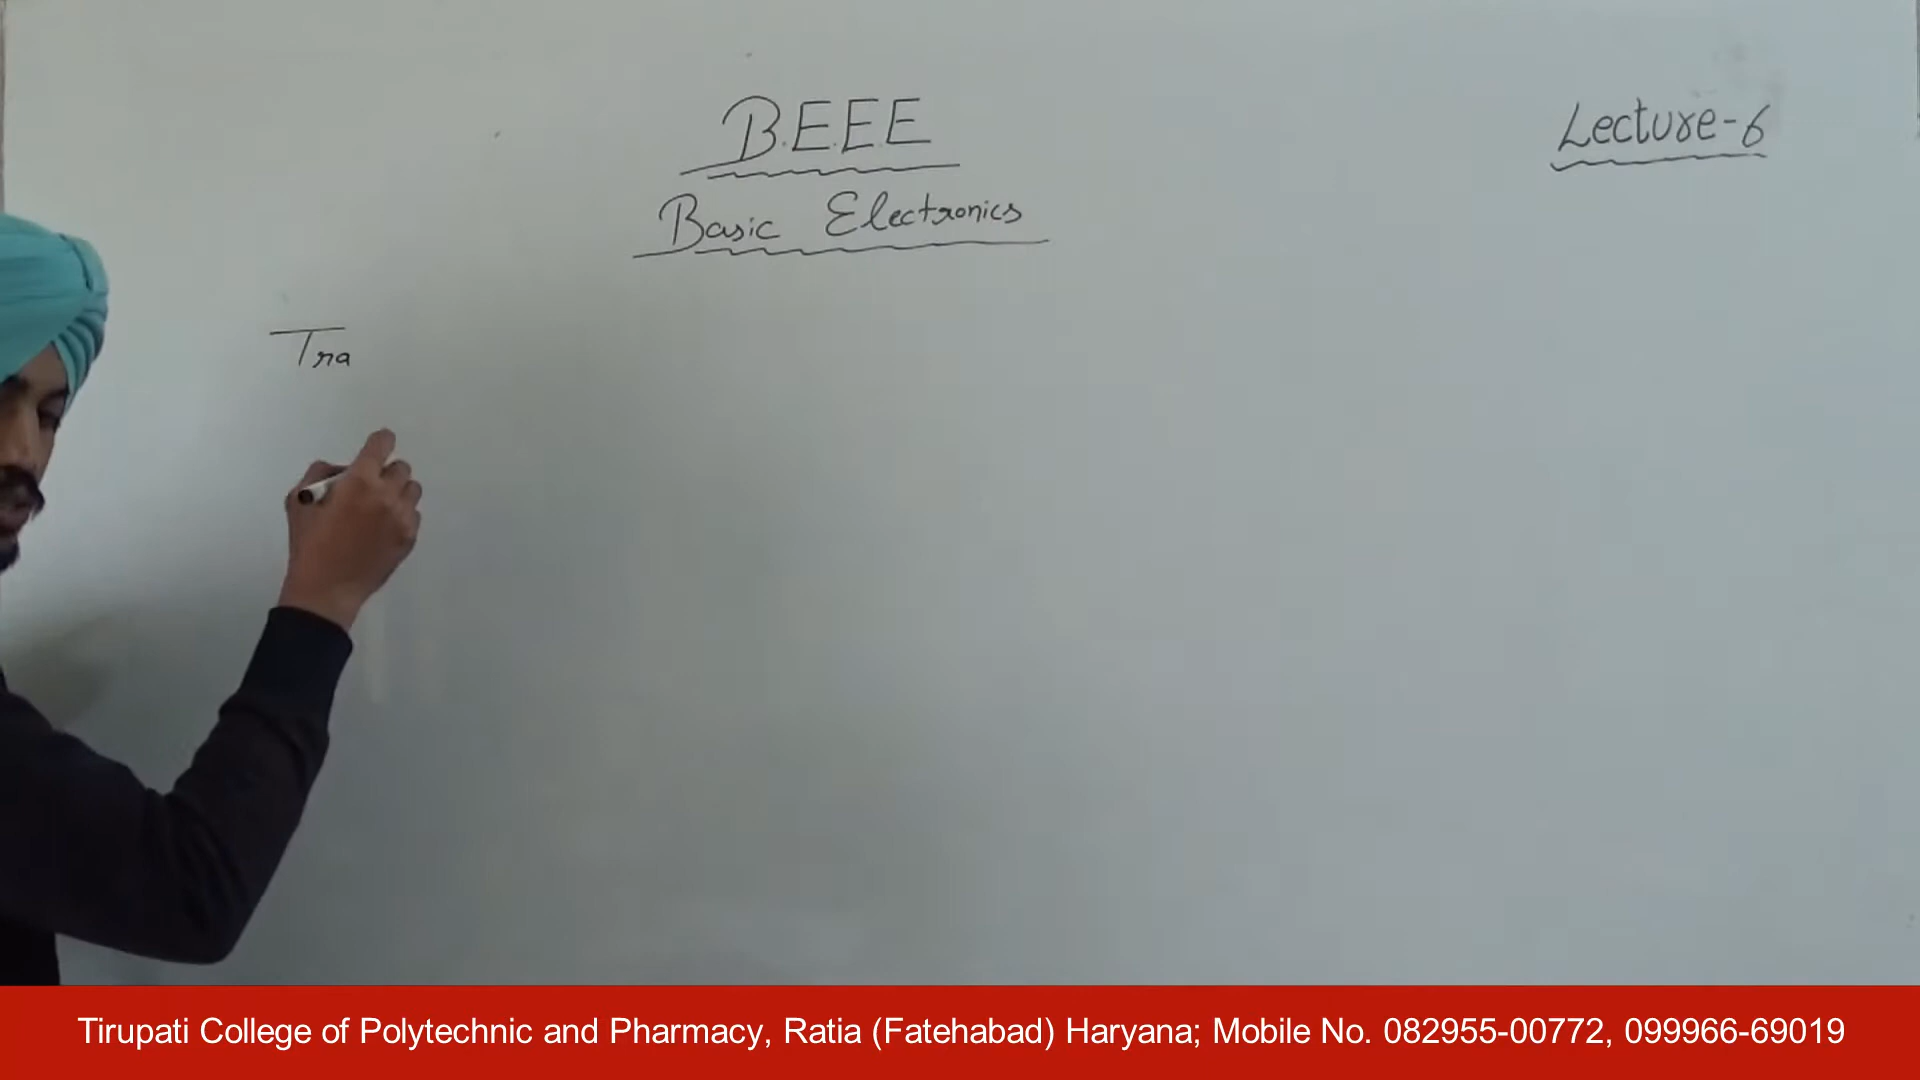 B.E.E.E
Lecture-6
Basic Electronics
Tra
Tirupati College of Polytechnic and Pharmacy, Ratia (Fatehabad) Haryana; Mobile No. 082955-00772, 099966-69019